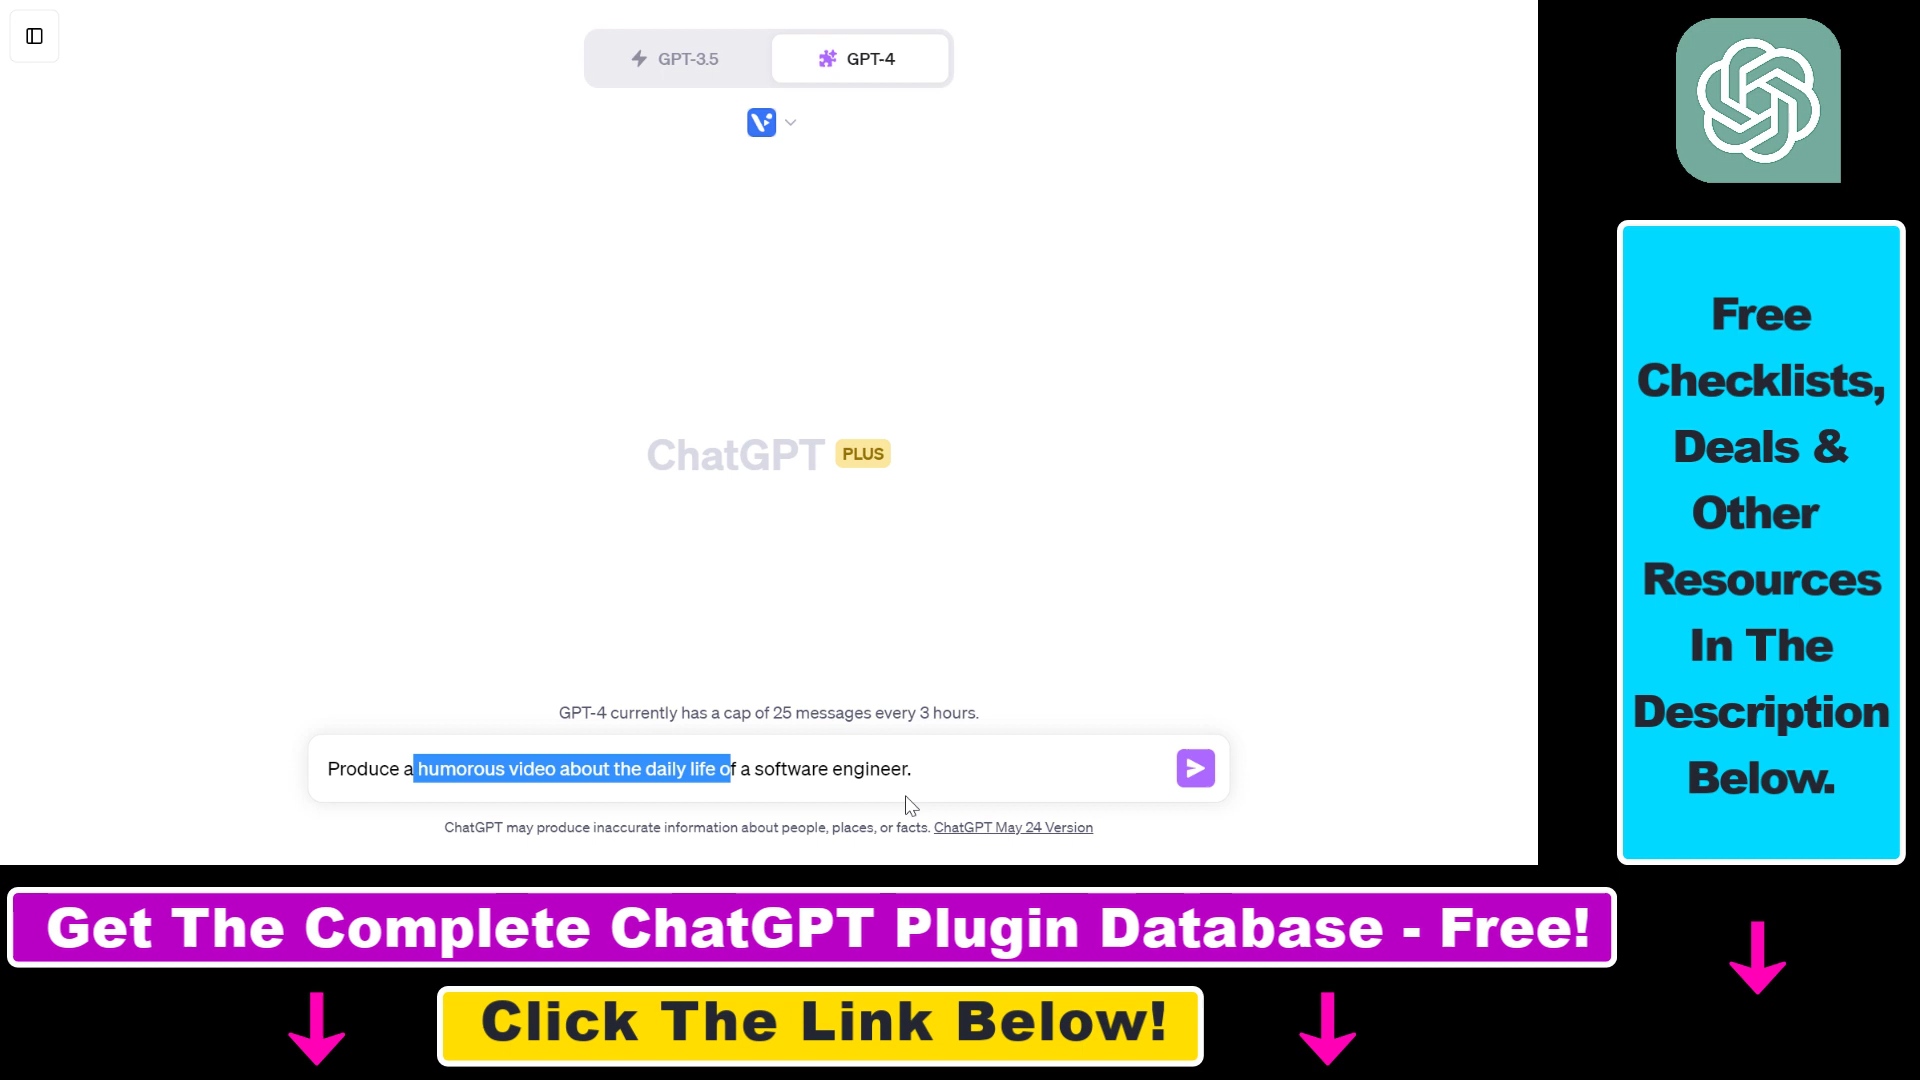 GPT-3.5
GPT-4
ChatGPT PLUS
GPT-4 currently has a cap of 25 messages every 3 hours.
Produce a humorous video about the daily life of a software engineer.
ChatGPT may produce inaccurate information about people, places, or facts. ChatGPT May 24 Version
Free
Checklists,
Deals &
Other
Resources
In The
Description
Below.
Get The Complete ChatGPT Plugin Database - Free!
Click The Link Below!